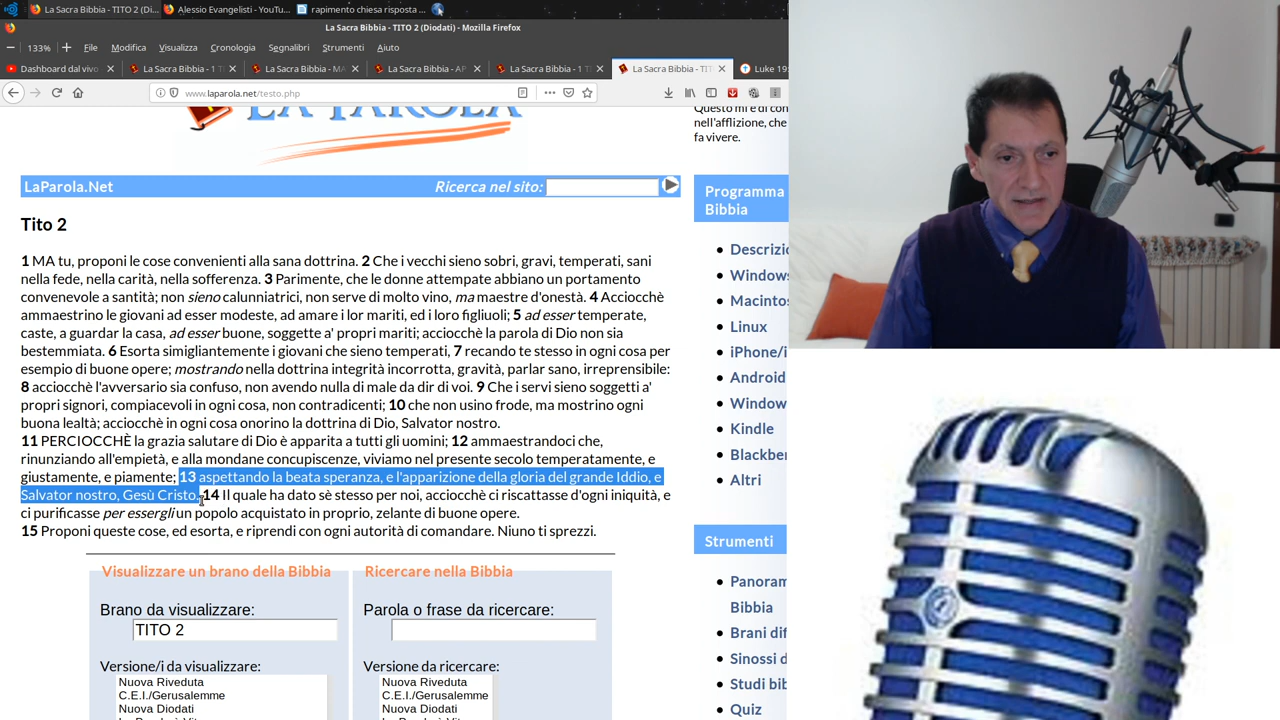 La Sacra Bibbia - TITO 2 (Di...
Alessio Evangelisti - YouTu...
rapimento chiesa risposta ...
La Sacra Bibbia - TITO 2 (Diodati) - Mozilla Firefox
133%
File
Modifica
Visualizza
Cronologia
Segnalibri
Strumenti
Aiuto
Dashboard dal vivo
La Sacra Bibbia - 1 T
La Sacra Bibbia - MA
La Sacra Bibbia - AP
La Sacra Bibbia - 1 TI
La Sacra Bibbia - TIT
Luke 19:
www.laparola.net/testo.php
LA PAROLA
nell'afflizione, che
fa vivere.
LaParola.Net
Ricerca nel sito:
Programma
Bibbia
Tito 2
1 MA tu, proponi le cose convenienti alla sana dottrina. 2 Che i vecchi sieno sobri, gravi, temperati, sani
nella fede, nella carità, nella sofferenza. 3 Parimente, che le donne attempate abbiano un portamento
convenevole a santità; non sieno calunniatrici, non serve di molto vino, ma maestre d'onestà. 4 Acciocchè
ammaestrino le giovani ad esser modeste, ad amare i lor mariti, ed i loro figliuoli; 5 ad esser temperate,
caste, a guardar la casa, ad esser buone, soggette a' propri mariti; acciocchè la parola di Dio non sia
bestemmiata. 6 Esorta simigliantemente i giovani che sieno temperati, 7 recando te stesso in ogni cosa per
esempio di buone opere; mostrando nella dottrina integrità incorrotta, gravità, parlar sano, irreprensibile:
8 acciocchè l'avversario sia confuso, non avendo nulla di male da dir di voi. 9 Che i servi sieno soggetti a'
propri signori, compiacevoli in ogni cosa, non contradicenti; 10 che non usino frode, ma mostrino ogni
buona lealtà; acciocchè in ogni cosa onorino la dottrina di Dio, Salvator nostro.
11 PERCIOCCHÈ la grazia salutare di Dio è apparita a tutti gli uomini; 12 ammaestrandoci che,
rinunziando all'empietà, e alla mondane concupiscenze, viviamo nel presente secolo temperatamente, e
giustamente, e piamente; 13 aspettando la beata speranza, e l'apparizione della gloria del grande Iddio, e
Salvator nostro, Gesù Cristo. 14 Il quale ha dato sè stesso per noi, acciocchè ci riscattasse d'ogni iniquità, e
ci purificasse per essergli un popolo acquistato in proprio, zelante di buone opere.
15 Proponi queste cose, ed esorta, e riprendi con ogni autorità di comandare. Niuno ti sprezzi.
Descrizi
Window
Macinto
Linux
iPhone/i
Android
Window
Kindle
Blackbe
Altri
Strumenti
Panoram
Bibbia
Brani dif
Sinossi d
Studi bib
Quiz
Visualizzare un brano della Bibbia
Brano da visualizzare:
TITO 2
Versione/i da visualizzare:
Nuova Riveduta
C.E.I./Gerusalemme
Nuova Diodati
Ricercare nella Bibbia
Parola o frase da ricercare:
Versione da ricercare:
Nuova Riveduta
C.E.I./Gerusalemme
Nuova Diodati